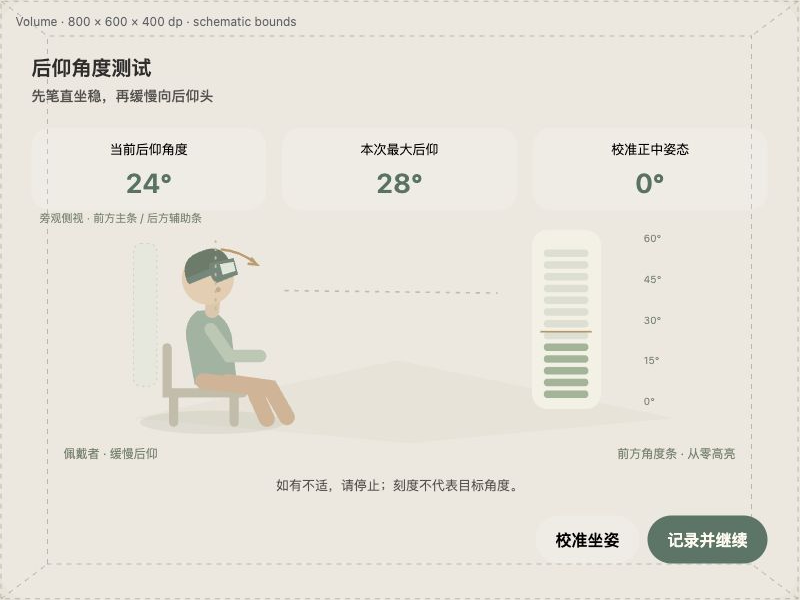 Volume · 800 × 600 × 400 dp · schematic bounds
后仰角度测试
先笔直坐稳，再缓慢向后仰头
当前后仰角度
24°
本次最大后仰
28°
校准正中姿态
0°
旁观侧视 · 前方主条 / 后方辅助条
60°
45°
30°
15°
0°
佩戴者 · 缓慢后仰
前方角度条 · 从零高亮
如有不适，请停止；刻度不代表目标角度。
校准坐姿
记录并继续